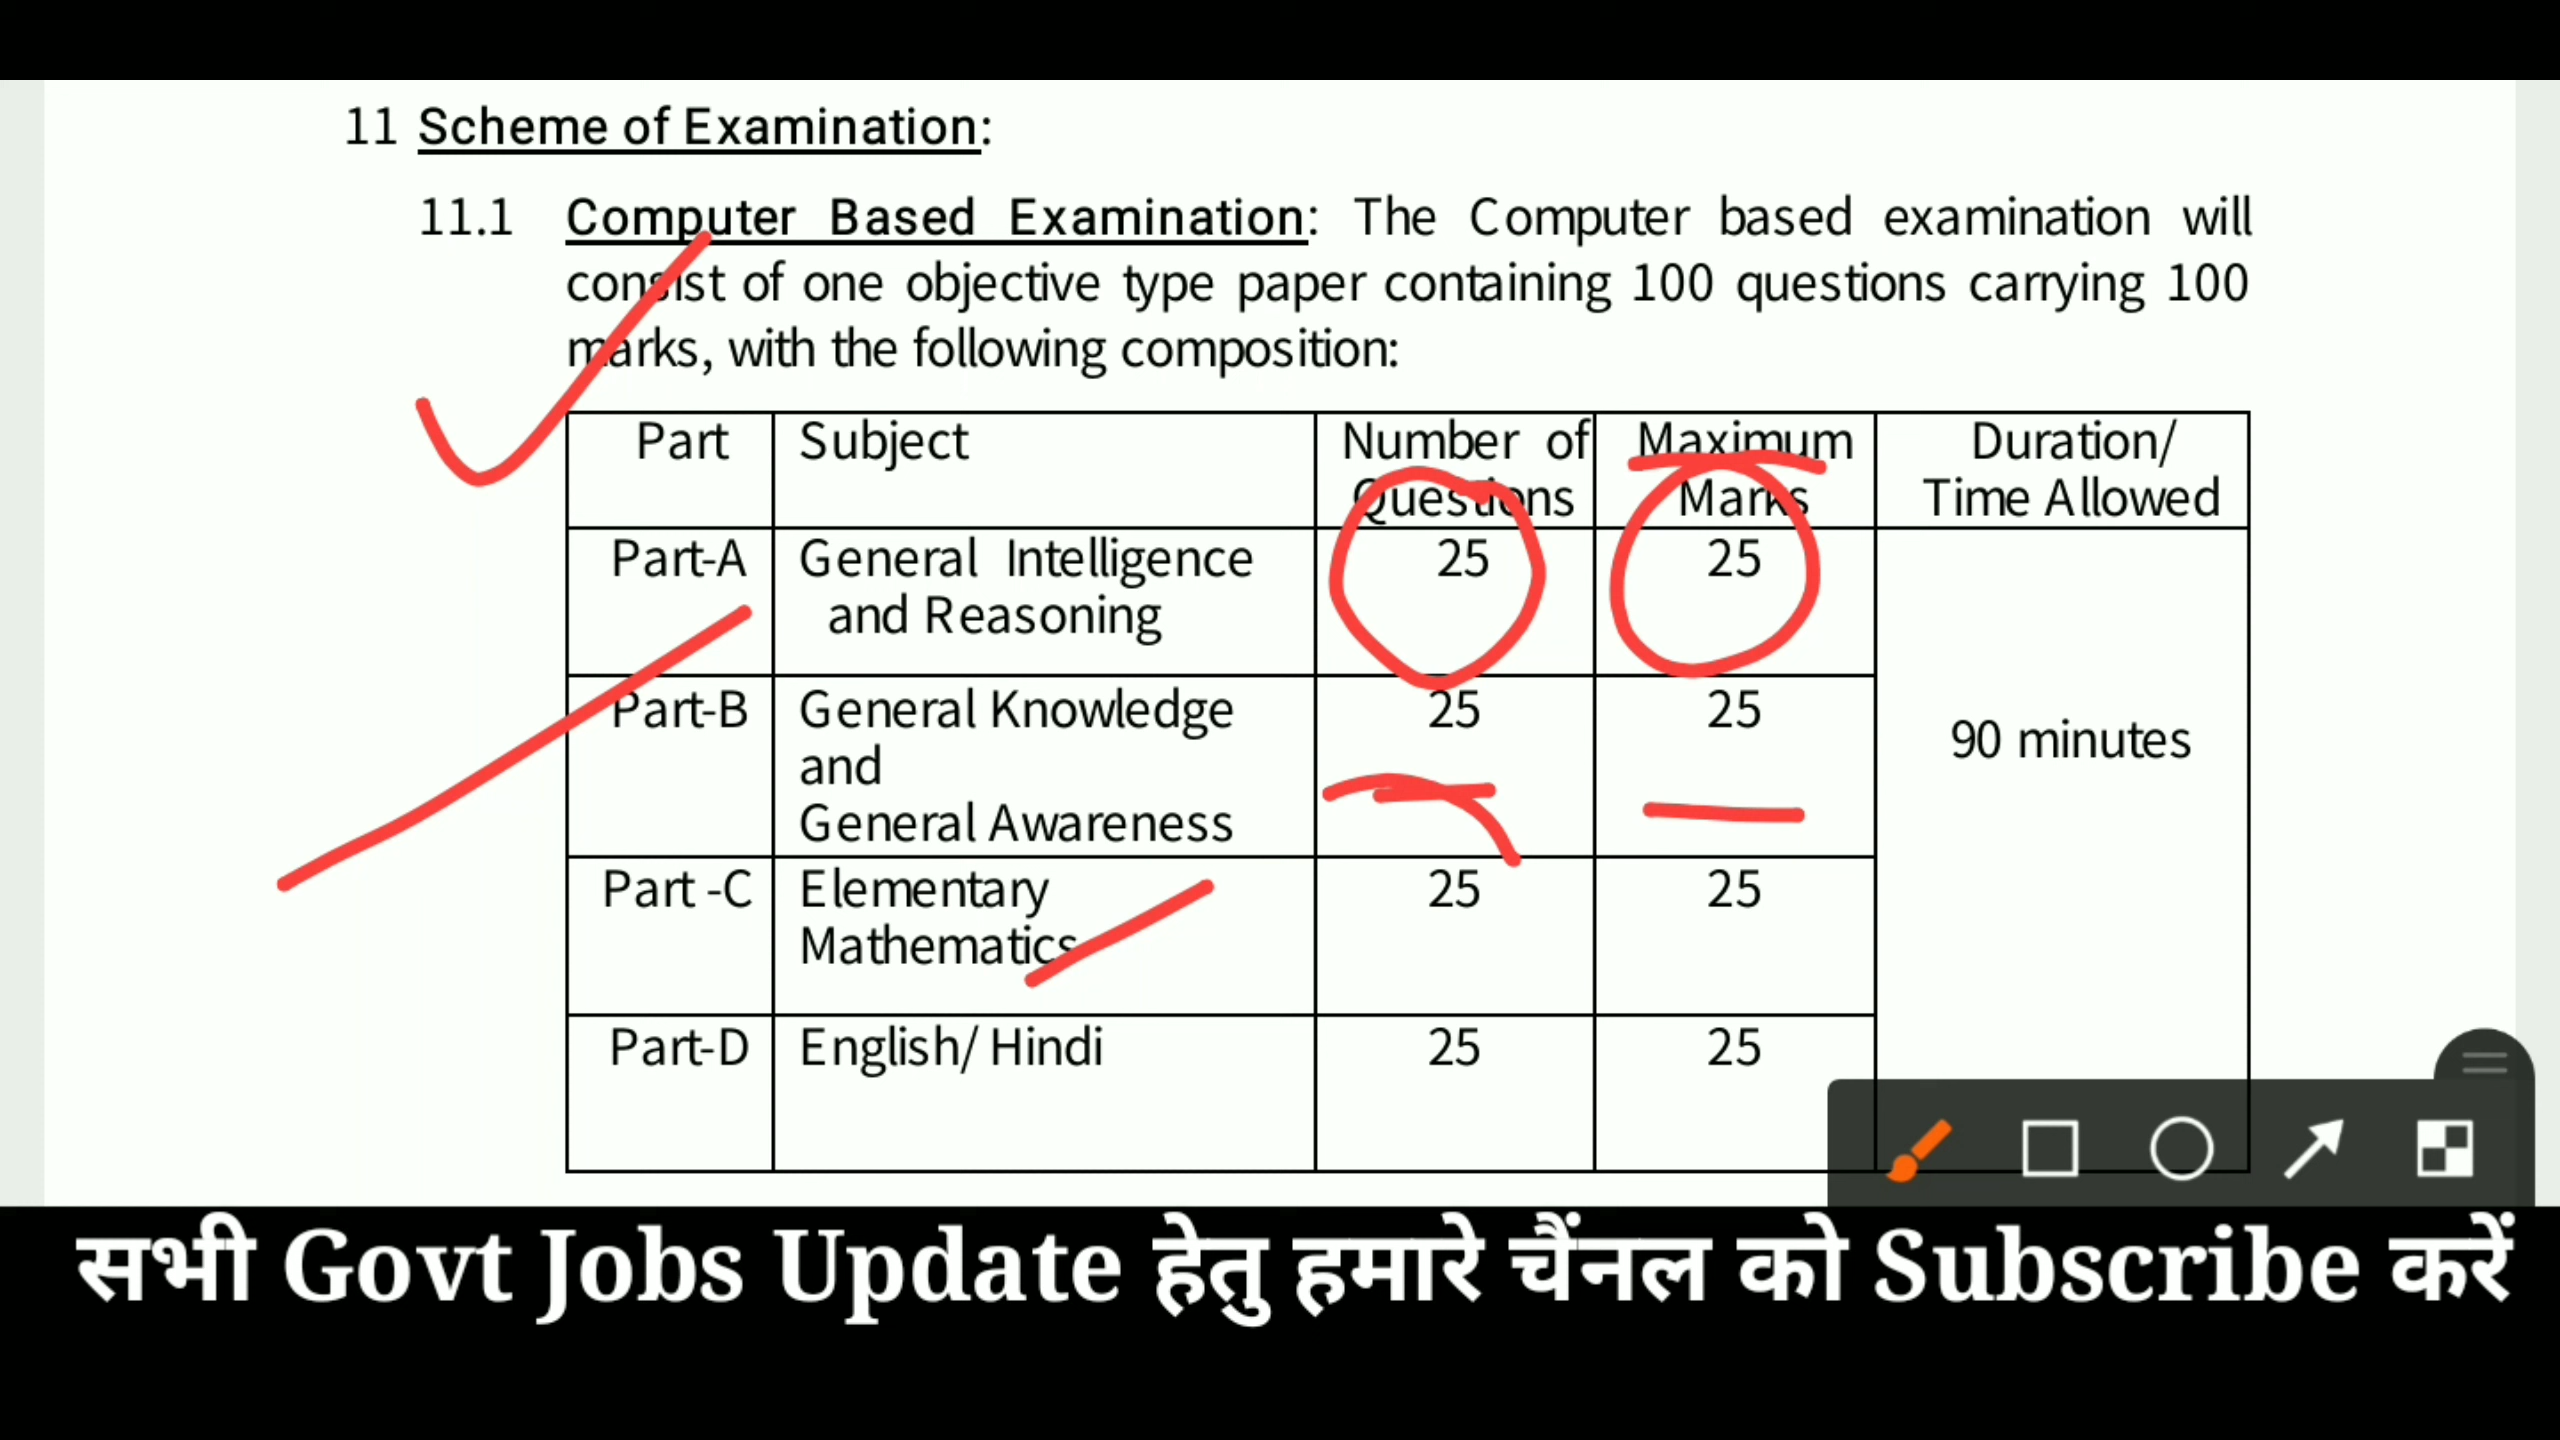 11 Scheme of Examination:
11.1 Computer Based Examination: The Computer based examination will
consist of one objective type paper containing 100 questions carrying 100
marks, with the following composition:
Part Subject Number of Maximum Duration/
Questions Marks Time Allowed
Part-A General Intelligence 25 25
and Reasoning
Part-B General Knowledge 25 25
90 minutes
and
General Awareness
Part -C Elementary 25 25
Mathematics
Part-D English/ Hindi 25 25
सभी Govt Jobs Update हेतु हमारे चैंनल को Subscribe करें